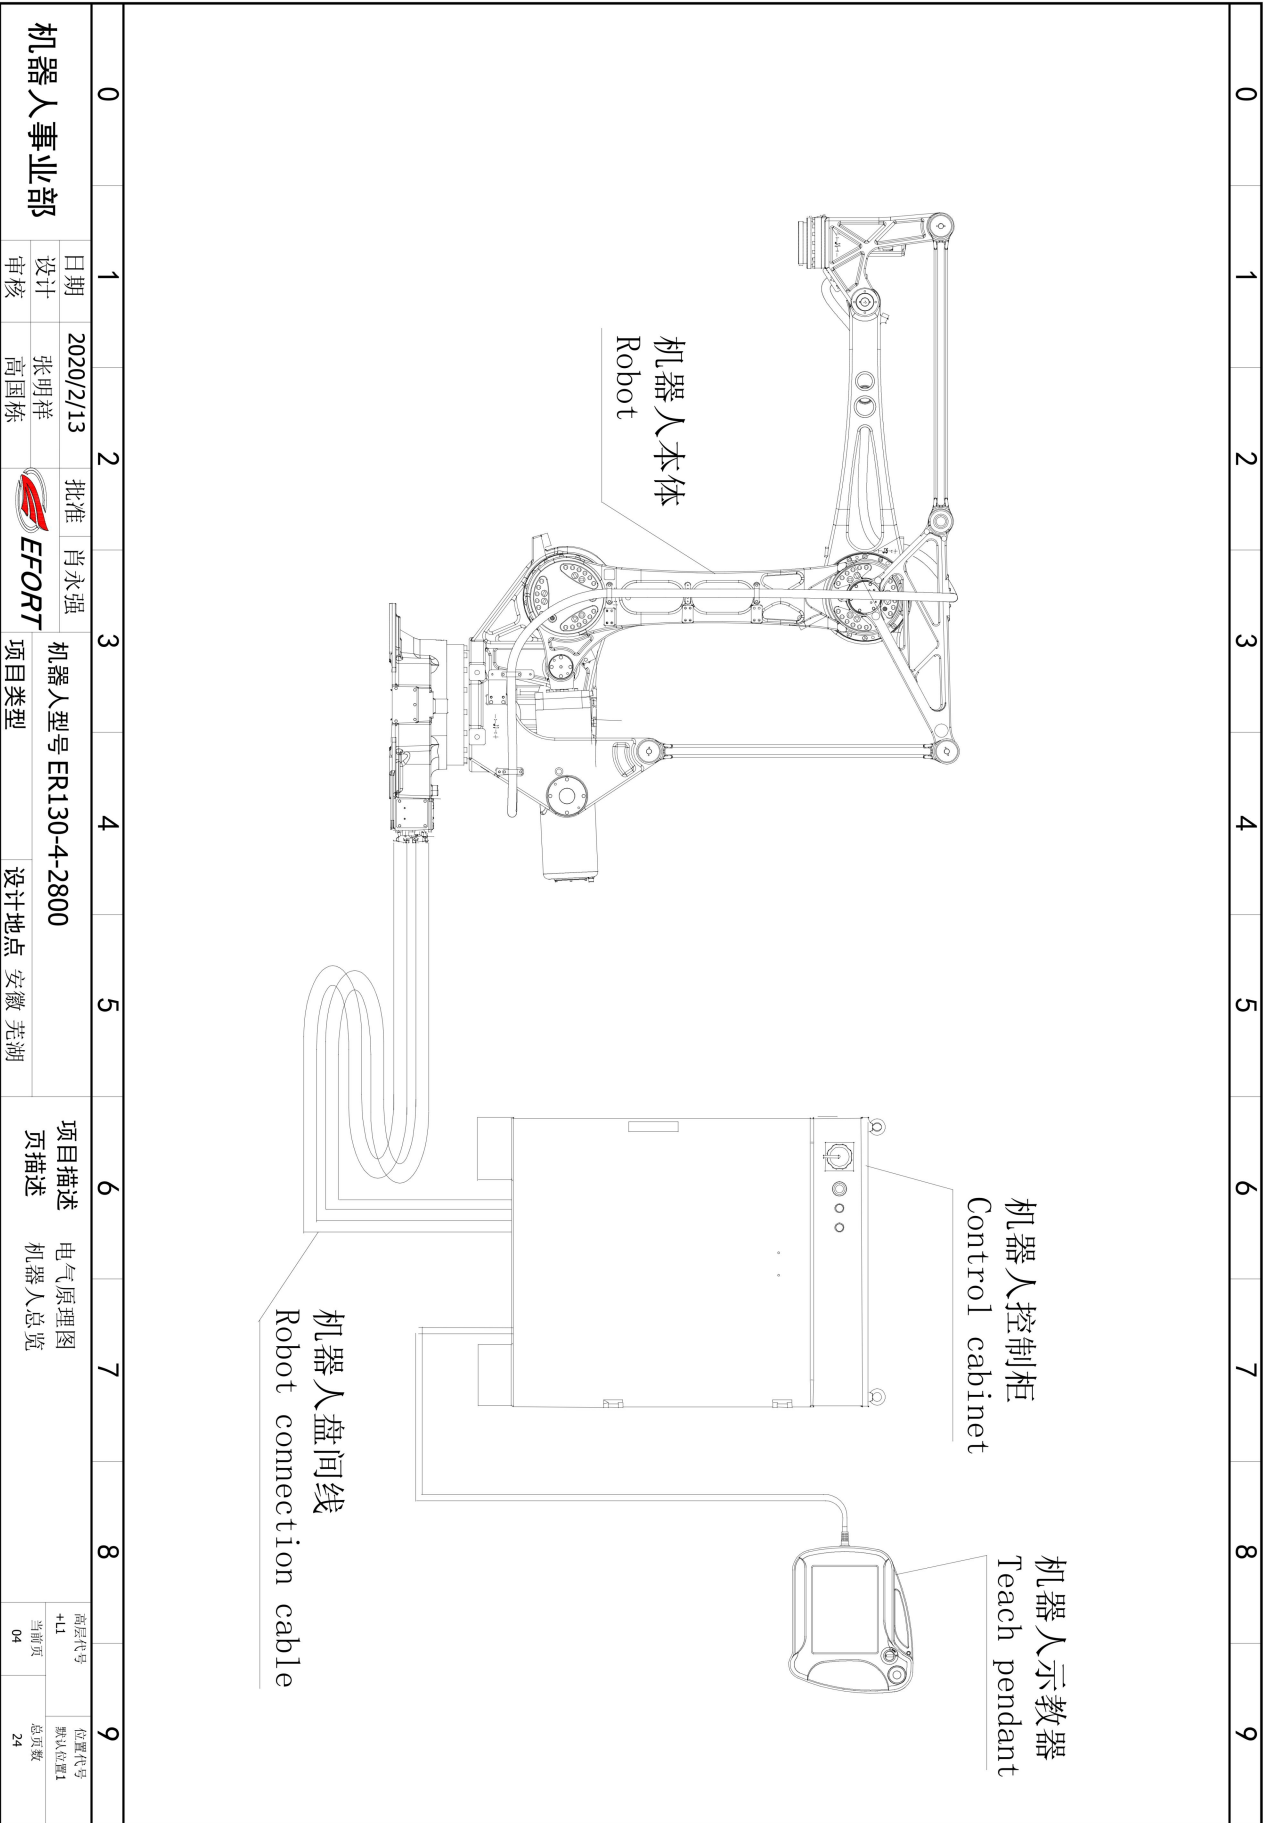 0 1 2 3 4 5 6 7 8 9
机器人控制柜
Control cabinet
机器人示教器
Teach pendant
机器人本体
Robot
机器人盘间线
Robot connection cable
0 1 2 3 4 5 6 7 8 9
机器人事业部
日期 2020/2/13 批准 肖永强
设计 张明祥
审核 高国栋
EFORT
机器人型号 ER130-4-2800
项目类型
设计地点 安徽 芜湖
项目描述 电气原理图
页描述 机器人总览
高层代号
+L1
位置代号
默认位置1
当前页
04
总页数
24